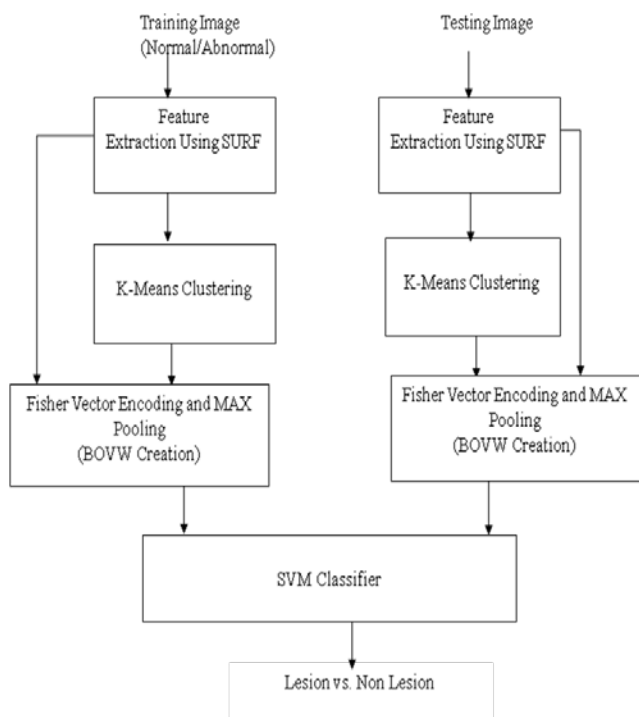 Training Image
(Normal/Abnormal)
Testing Image
Feature
Extraction Using SURF
Feature
Extraction Using SURF
K-Means Clustering
K-Means Clustering
Fisher Vector Encoding and MAX
Pooling
(BOVW Creation)
Fisher Vector Encoding and MAX
Pooling
(BOVW Creation)
SVM Classifier
Lesion vs. Non Lesion